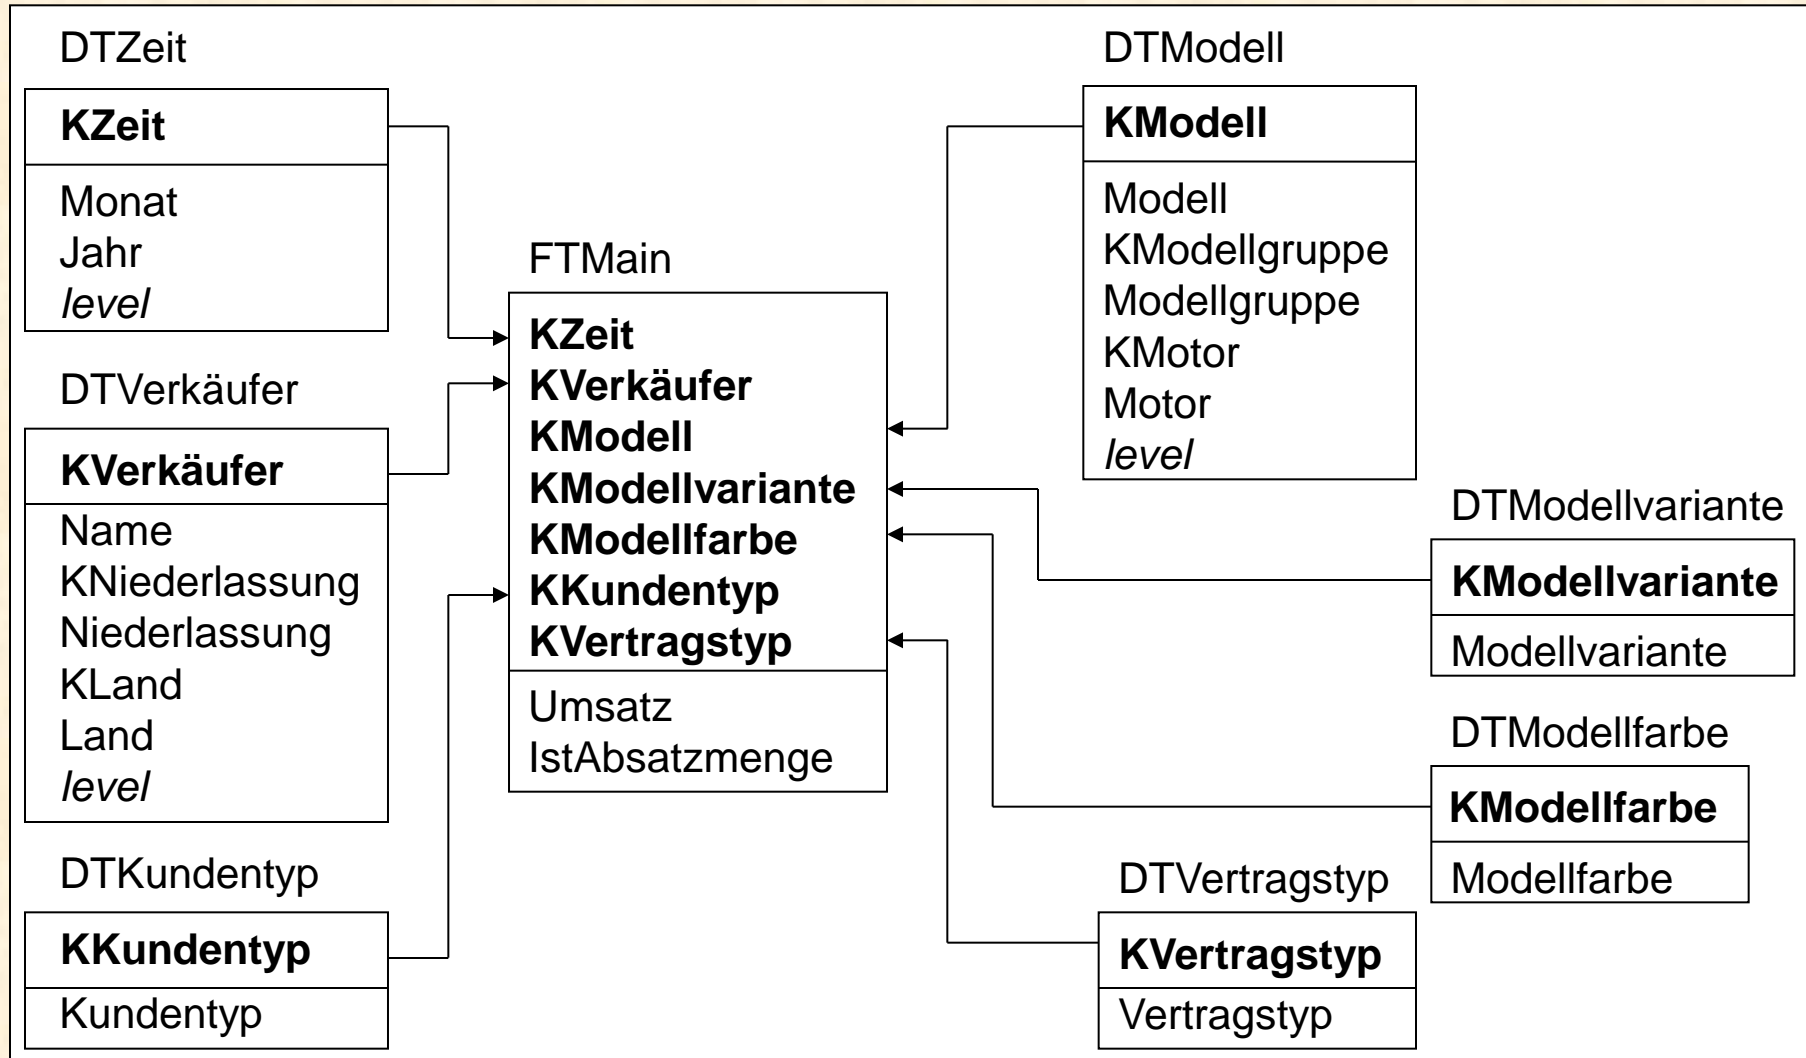 DTZeit
KZeit
Monat
Jahr
level
DTVerkäufer
KVerkäufer
Name
KNiederlassung
Niederlassung
KLand
Land
level
DTKundentyp
KKundentyp
Kundentyp
FTMain
KZeit
KVerkäufer
KModell
KModellvariante
KModellfarbe
KKundentyp
KVertragstyp
Umsatz
IstAbsatzmenge
DTModell
KModell
Modell
KModellgruppe
Modellgruppe
KMotor
Motor
level
DTModellvariante
KModellvariante
Modellvariante
DTModellfarbe
KModellfarbe
Modellfarbe
DTVertragstyp
KVertragstyp
Vertragstyp